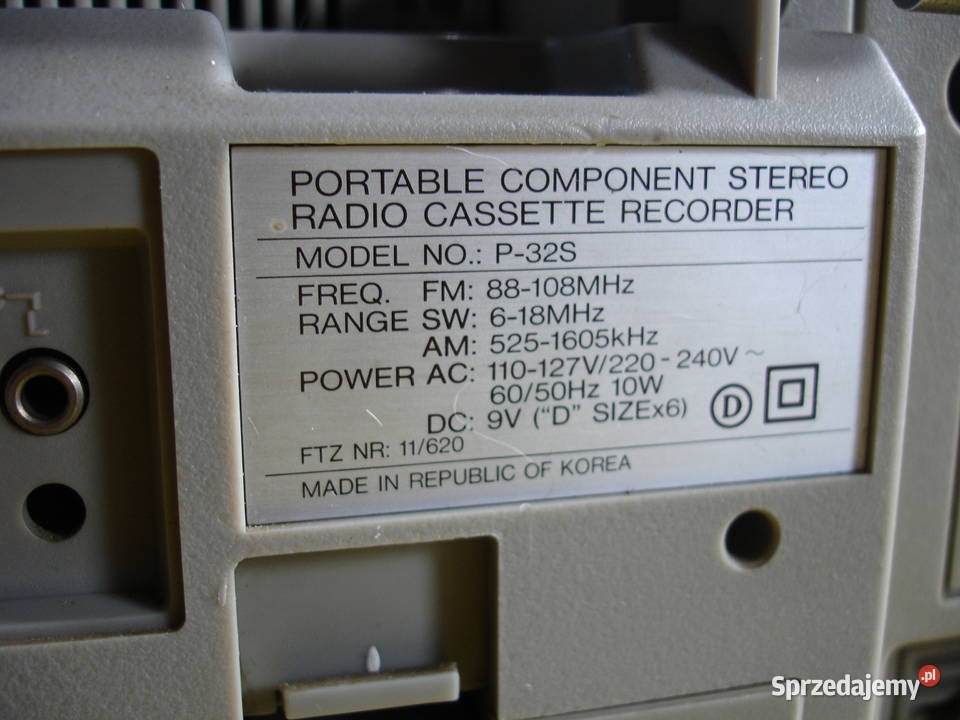 PORTABLE COMPONENT STEREO
RADIO CASSETTE RECORDER
MODEL NO.: P-32S
FREQ. FM: 88-108MHz
RANGE SW: 6-18MHz
AM: 525-1605kHz
POWER AC: 110-127V/220-240V~
60/50Hz 10W
DC: 9V ("D" SIZEx6)
D
FTZ NR: 11/620
MADE IN REPUBLIC OF KOREA
Sprzedajemy.pl